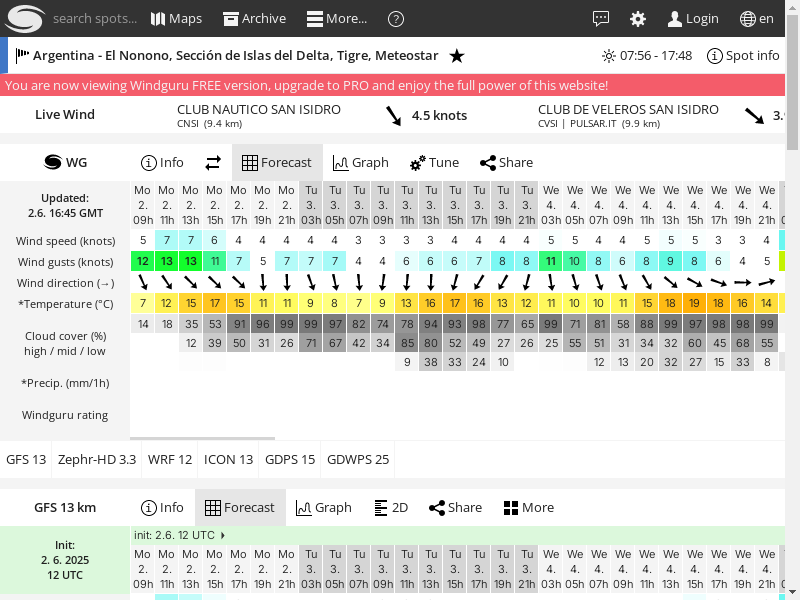 search spots... Maps Archive More... ? Login en
Argentina - El Nonono, Sección de Islas del Delta, Tigre, Meteostar 07:56 - 17:48 Spot info
You are now viewing Windguru FREE version, upgrade to PRO and enjoy the full power of this website!
Live Wind CLUB NAUTICO SAN ISIDRO 4.5 knots CLUB DE VELEROS SAN ISIDRO 3.
CNSI (9.4 km) CVSI | PULSAR.IT (9.9 km)
WG Info Forecast Graph Tune Share
Updated:
2.6. 16:45 GMT
Mo Mo Mo Mo Mo Mo Mo Tu Tu Tu Tu Tu Tu Tu Tu Tu Tu We We We We We We We We We We
2. 2. 2. 2. 2. 2. 2. 3. 3. 3. 3. 3. 3. 3. 3. 3. 3. 4. 4. 4. 4. 4. 4. 4. 4. 4. 4.
09h 11h 13h 15h 17h 19h 21h 03h 05h 07h 09h 11h 13h 15h 17h 19h 21h 03h 05h 07h 09h 11h 13h 15h 17h 19h 21h
Wind speed (knots) 5 7 7 6 4 4 4 4 4 3 3 3 3 4 4 4 4 5 5 4 4 5 5 5 3 3 4
Wind gusts (knots) 12 13 13 11 7 5 7 7 7 4 4 6 6 6 7 8 8 11 10 8 6 8 9 8 6 4 5
Wind direction (→)
*Temperature (°C) 7 12 15 17 15 11 11 9 8 7 9 13 16 17 16 13 12 11 10 10 11 15 18 19 18 16 14
Cloud cover (%)
high / mid / low
14 18 35 53 91 96 99 99 97 82 74 78 94 93 98 77 65 99 71 81 58 88 99 97 98 98 99
12 39 50 31 26 71 67 42 34 85 80 52 49 27 26 25 55 51 31 34 32 60 45 68 55
9 38 33 24 10 12 13 20 32 27 15 33 8
*Precip. (mm/1h)
Windguru rating
GFS 13 Zephr-HD 3.3 WRF 12 ICON 13 GDPS 15 GDWPS 25
GFS 13 km Info Forecast Graph 2D Share More
init: 2.6. 12 UTC
Init:
2. 6. 2025
12 UTC
Mo Mo Mo Mo Mo Mo Mo Tu Tu Tu Tu Tu Tu Tu Tu Tu Tu We We We We We We We We We We
2. 2. 2. 2. 2. 2. 2. 3. 3. 3. 3. 3. 3. 3. 3. 3. 3. 4. 4. 4. 4. 4. 4. 4. 4. 4. 4.
09h 11h 13h 15h 17h 19h 21h 03h 05h 07h 09h 11h 13h 15h 17h 19h 21h 03h 05h 07h 09h 11h 13h 15h 17h 19h 21h